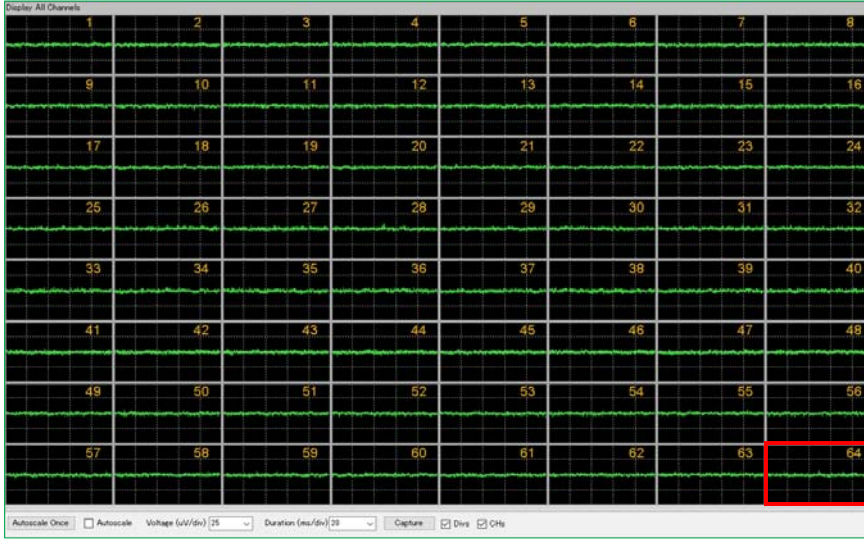 Display All Channels
1 2 3 4 5 6 7 8
9 10 11 12 13 14 15 16
17 18 19 20 21 22 23 24
25 26 27 28 29 30 31 32
33 34 35 36 37 38 39 40
41 42 43 44 45 46 47 48
49 50 51 52 53 54 55 56
57 58 59 60 61 62 63 64
Autoscale Once Autoscale Voltage (uV/div) 25 Duration (ms/div) 20 Capture Divs CHs